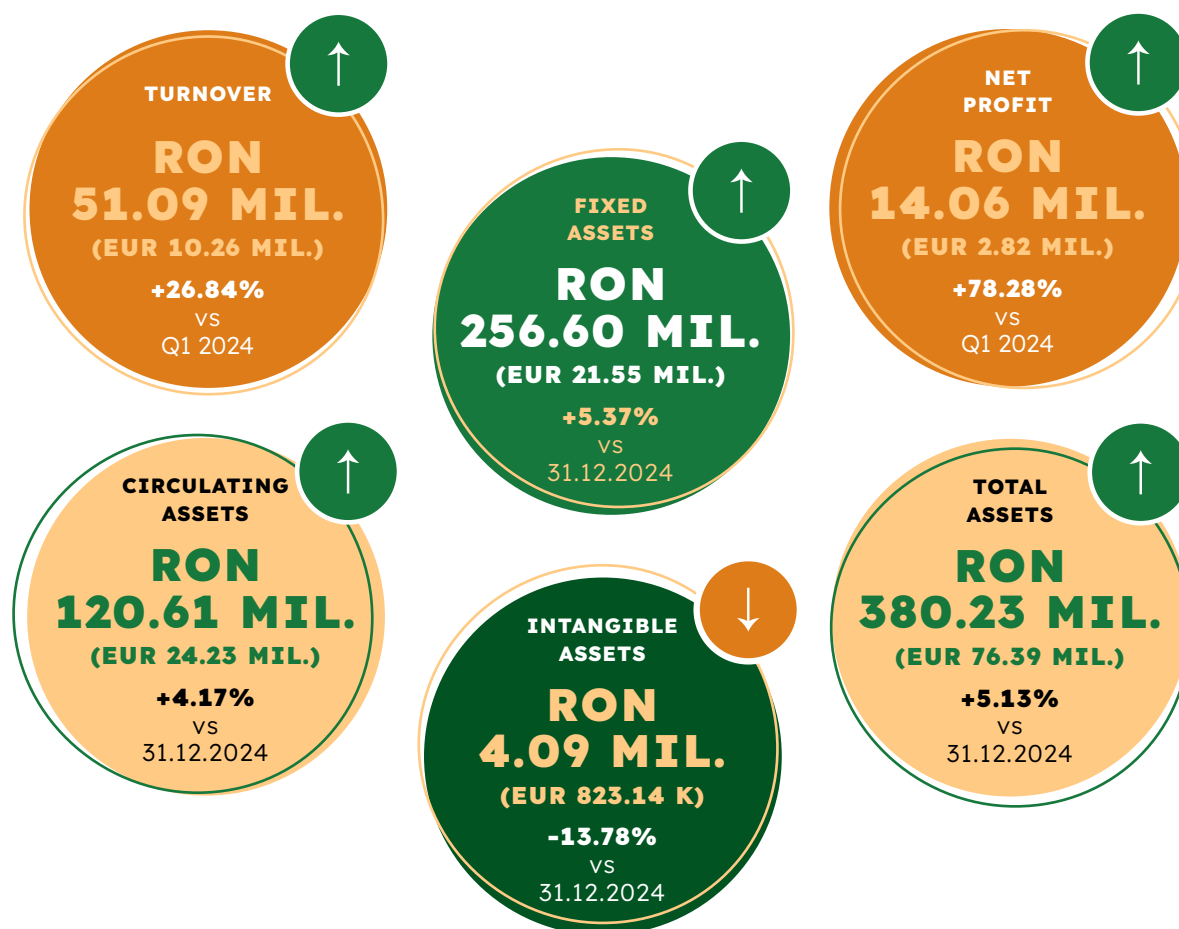 TURNOVER
RON
51.09 MIL.
(EUR 10.26 MIL.)
+26.84%
VS
Q1 2024
FIXED
ASSETS
RON
256.60 MIL.
(EUR 21.55 MIL.)
+5.37%
VS
31.12.2024
NET
PROFIT
RON
14.06 MIL.
(EUR 2.82 MIL.)
+78.28%
VS
Q1 2024
CIRCULATING
ASSETS
RON
120.61 MIL.
(EUR 24.23 MIL.)
+4.17%
VS
31.12.2024
INTANGIBLE
ASSETS
RON
4.09 MIL.
(EUR 823.14 K)
-13.78%
VS
31.12.2024
TOTAL
ASSETS
RON
380.23 MIL.
(EUR 76.39 MIL.)
+5.13%
VS
31.12.2024